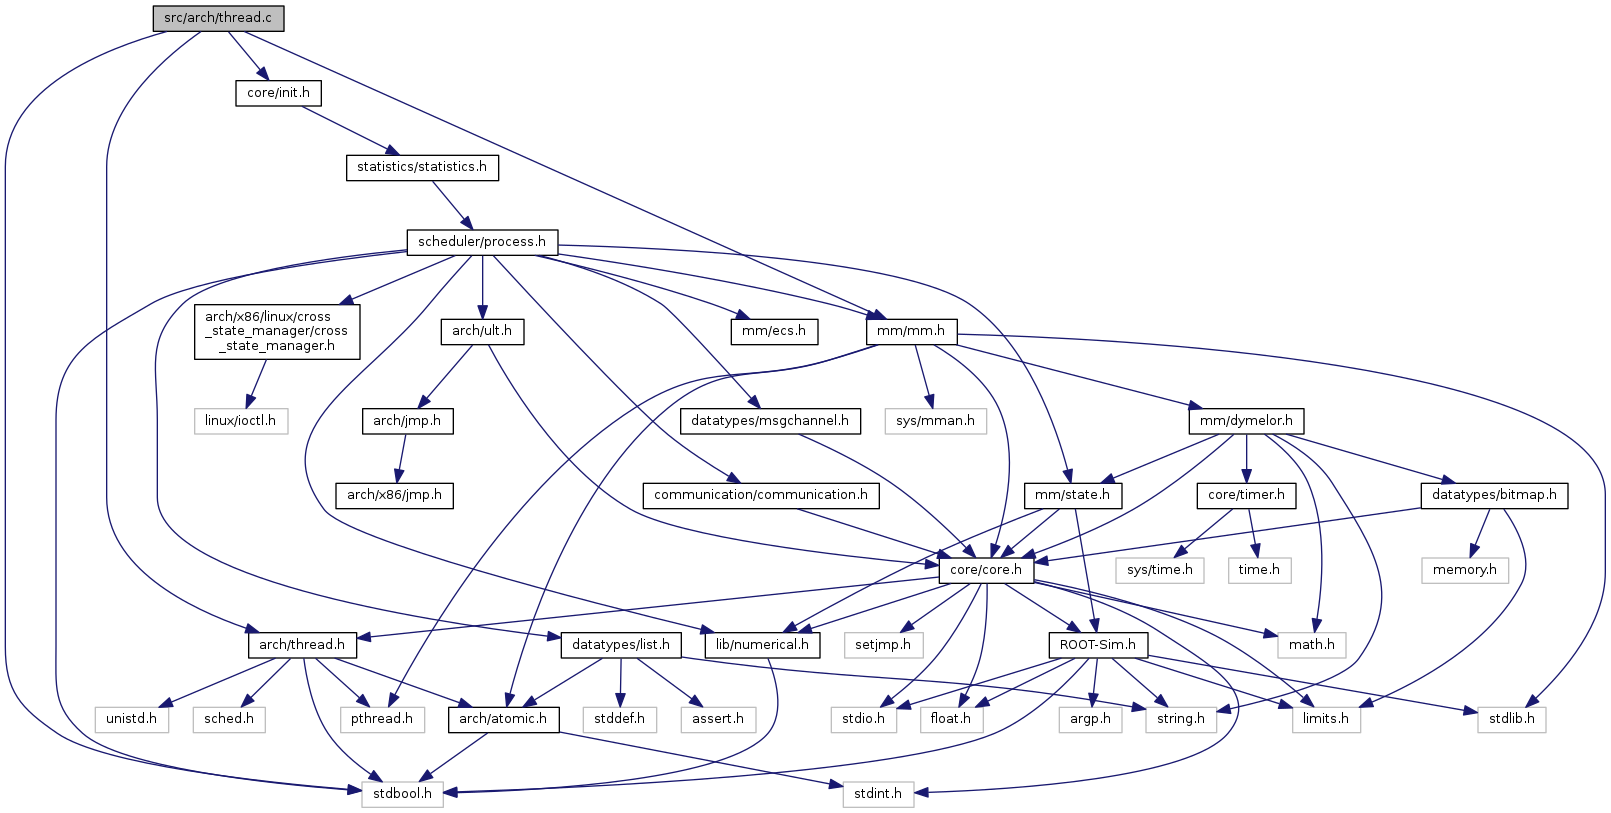 src/arch/thread.c
core/init.h
statistics/statistics.h
scheduler/process.h
arch/x86/linux/cross
_state_manager/cross
_state_manager.h
arch/ult.h
mm/ecs.h
mm/mm.h
linux/ioctl.h
arch/jmp.h
datatypes/msgchannel.h
sys/mman.h
mm/dymelor.h
arch/x86/jmp.h
communication/communication.h
mm/state.h
core/timer.h
datatypes/bitmap.h
core/core.h
sys/time.h
time.h
memory.h
arch/thread.h
datatypes/list.h
lib/numerical.h
setjmp.h
ROOT-Sim.h
math.h
unistd.h
sched.h
pthread.h
arch/atomic.h
stddef.h
assert.h
stdio.h
float.h
argp.h
string.h
limits.h
stdlib.h
stdbool.h
stdint.h